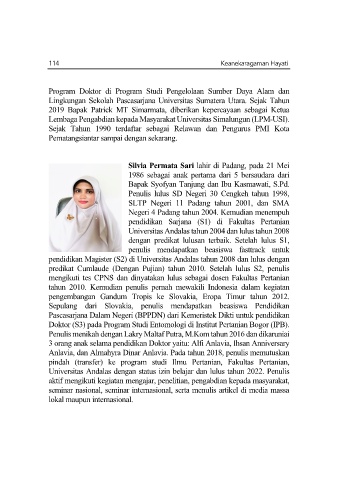 114 Keanekaragaman Hayati
Program Doktor di Program Studi Pengelolaan Sumber Daya Alam dan
Lingkungan Sekolah Pascasarjana Universitas Sumatera Utara. Sejak Tahun
2019 Bapak Patrick MT Simarmata, diberikan kepercayaan sebagai Ketua
Lembaga Pengabdian kepada Masyarakat Universitas Simalungun (LPM-USI).
Sejak Tahun 1990 terdaftar sebagai Relawan dan Pengurus PMI Kota
Pematangsiantar sampai dengan sekarang.
Silvia Permata Sari lahir di Padang, pada 21 Mei
1986 sebagai anak pertama dari 5 bersaudara dari
Bapak Syofyan Tanjung dan Ibu Kasmawati, S.Pd.
Penulis lulus SD Negeri 30 Cengkeh tahun 1998,
SLTP Negeri 11 Padang tahun 2001, dan SMA
Negeri 4 Padang tahun 2004. Kemudian menempuh
pendidikan Sarjana (S1) di Fakultas Pertanian
Universitas Andalas tahun 2004 dan lulus tahun 2008
dengan predikat lulusan terbaik. Setelah lulus S1,
penulis mendapatkan beasiswa fasttrack untuk
pendidikan Magister (S2) di Universitas Andalas tahun 2008 dan lulus dengan
predikat Cumlaude (Dengan Pujian) tahun 2010. Setelah lulus S2, penulis
mengikuti tes CPNS dan dinyatakan lulus sebagai dosen Fakultas Pertanian
tahun 2010. Kemudian penulis pernah mewakili Indonesia dalam kegiatan
pengembangan Gandum Tropis ke Slovakia, Eropa Timur tahun 2012.
Sepulang dari Slovakia, penulis mendapatkan beasiswa Pendidikan
Pascasarjana Dalam Negeri (BPPDN) dari Kemeristek Dikti untuk pendidikan
Doktor (S3) pada Program Studi Entomologi di Institut Pertanian Bogor (IPB).
Penulis menikah dengan Lakry Maltaf Putra, M.Kom tahun 2016 dan dikaruniai
3 orang anak selama pendidikan Doktor yaitu: Alfi Anlavia, Ihsan Anniversary
Anlavia, dan Almahyra Dinar Anlavia. Pada tahun 2018, penulis memutuskan
pindah (transfer) ke program studi Ilmu Pertanian, Fakultas Pertanian,
Universitas Andalas dengan status izin belajar dan lulus tahun 2022. Penulis
aktif mengikuti kegiatan mengajar, penelitian, pengabdian kepada masyarakat,
seminar nasional, seminar internasional, serta menulis artikel di media massa
lokal maupun internasional.